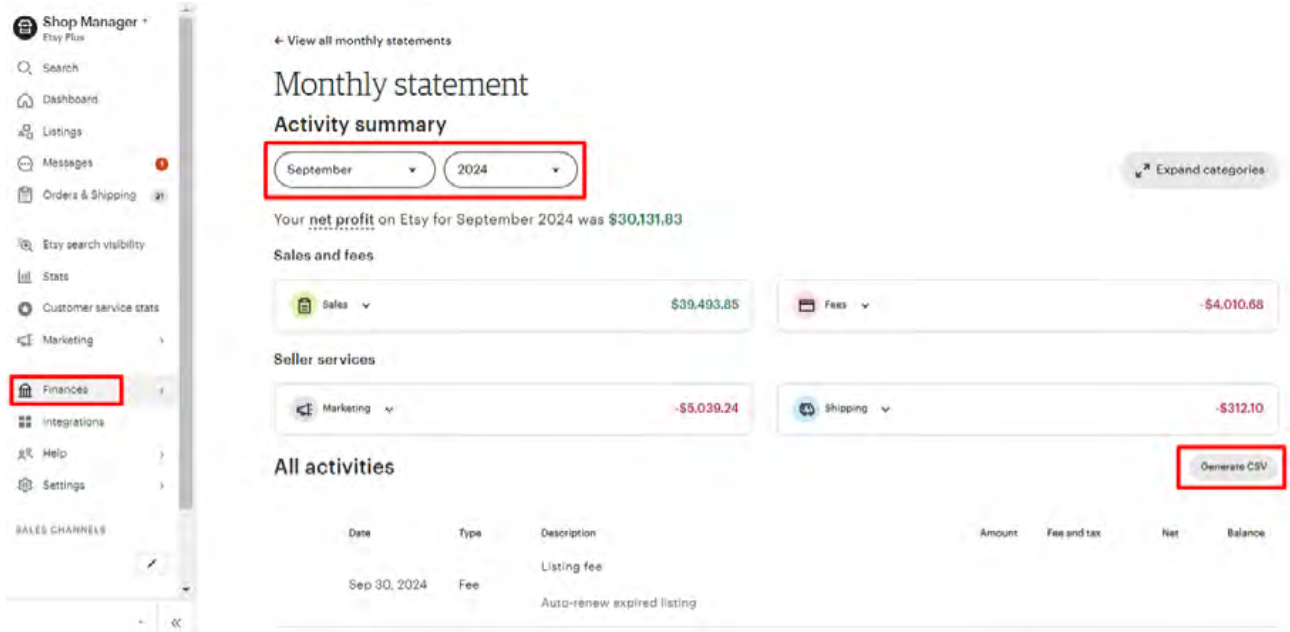 Shop Manager
Etsy Plus
Search
Dashboard
Listings
Messages
Orders & Shipping
Etsy search visibility
Stats
Customer service stats
Marketing
Finances
Integrations
Help
Settings
SALES CHANNELS
← View all monthly statements
Monthly statement
Activity summary
September 2024
Expand categories
Your net profit on Etsy for September 2024 was $30,131.83
Sales and fees
Sales $39,493.85
Fees -$4,010.68
Seller services
Marketing -$5,039.24
Shipping -$312.10
All activities
Generate CSV
Date Type Description Amount Fee and tax Net Balance
Listing fee
Sep 30, 2024 Fee
Auto-renew expired listing